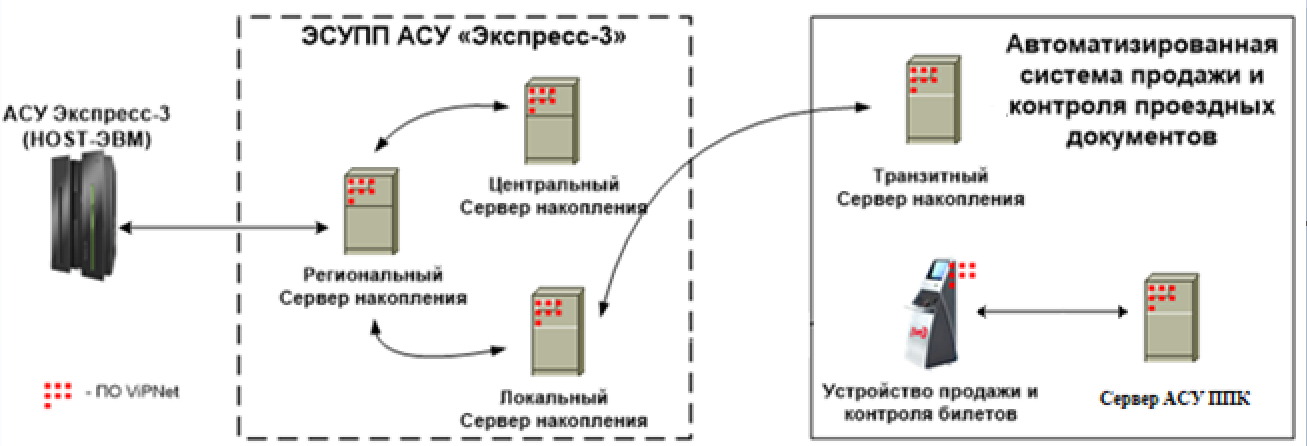 ЭСУПП АСУ «Экспресс-3»
АСУ Экспресс-3
(HOST-ЭВМ)
Центральный
Сервер накопления
Региональный
Сервер накопления
Локальный
Сервер накопления
- ПО ViPNet
Автоматизированная
система продажи и
контроля проездных
документов
Транзитный
Сервер накопления
Устройство продажи и
контроля билетов
Сервер АСУ ППК